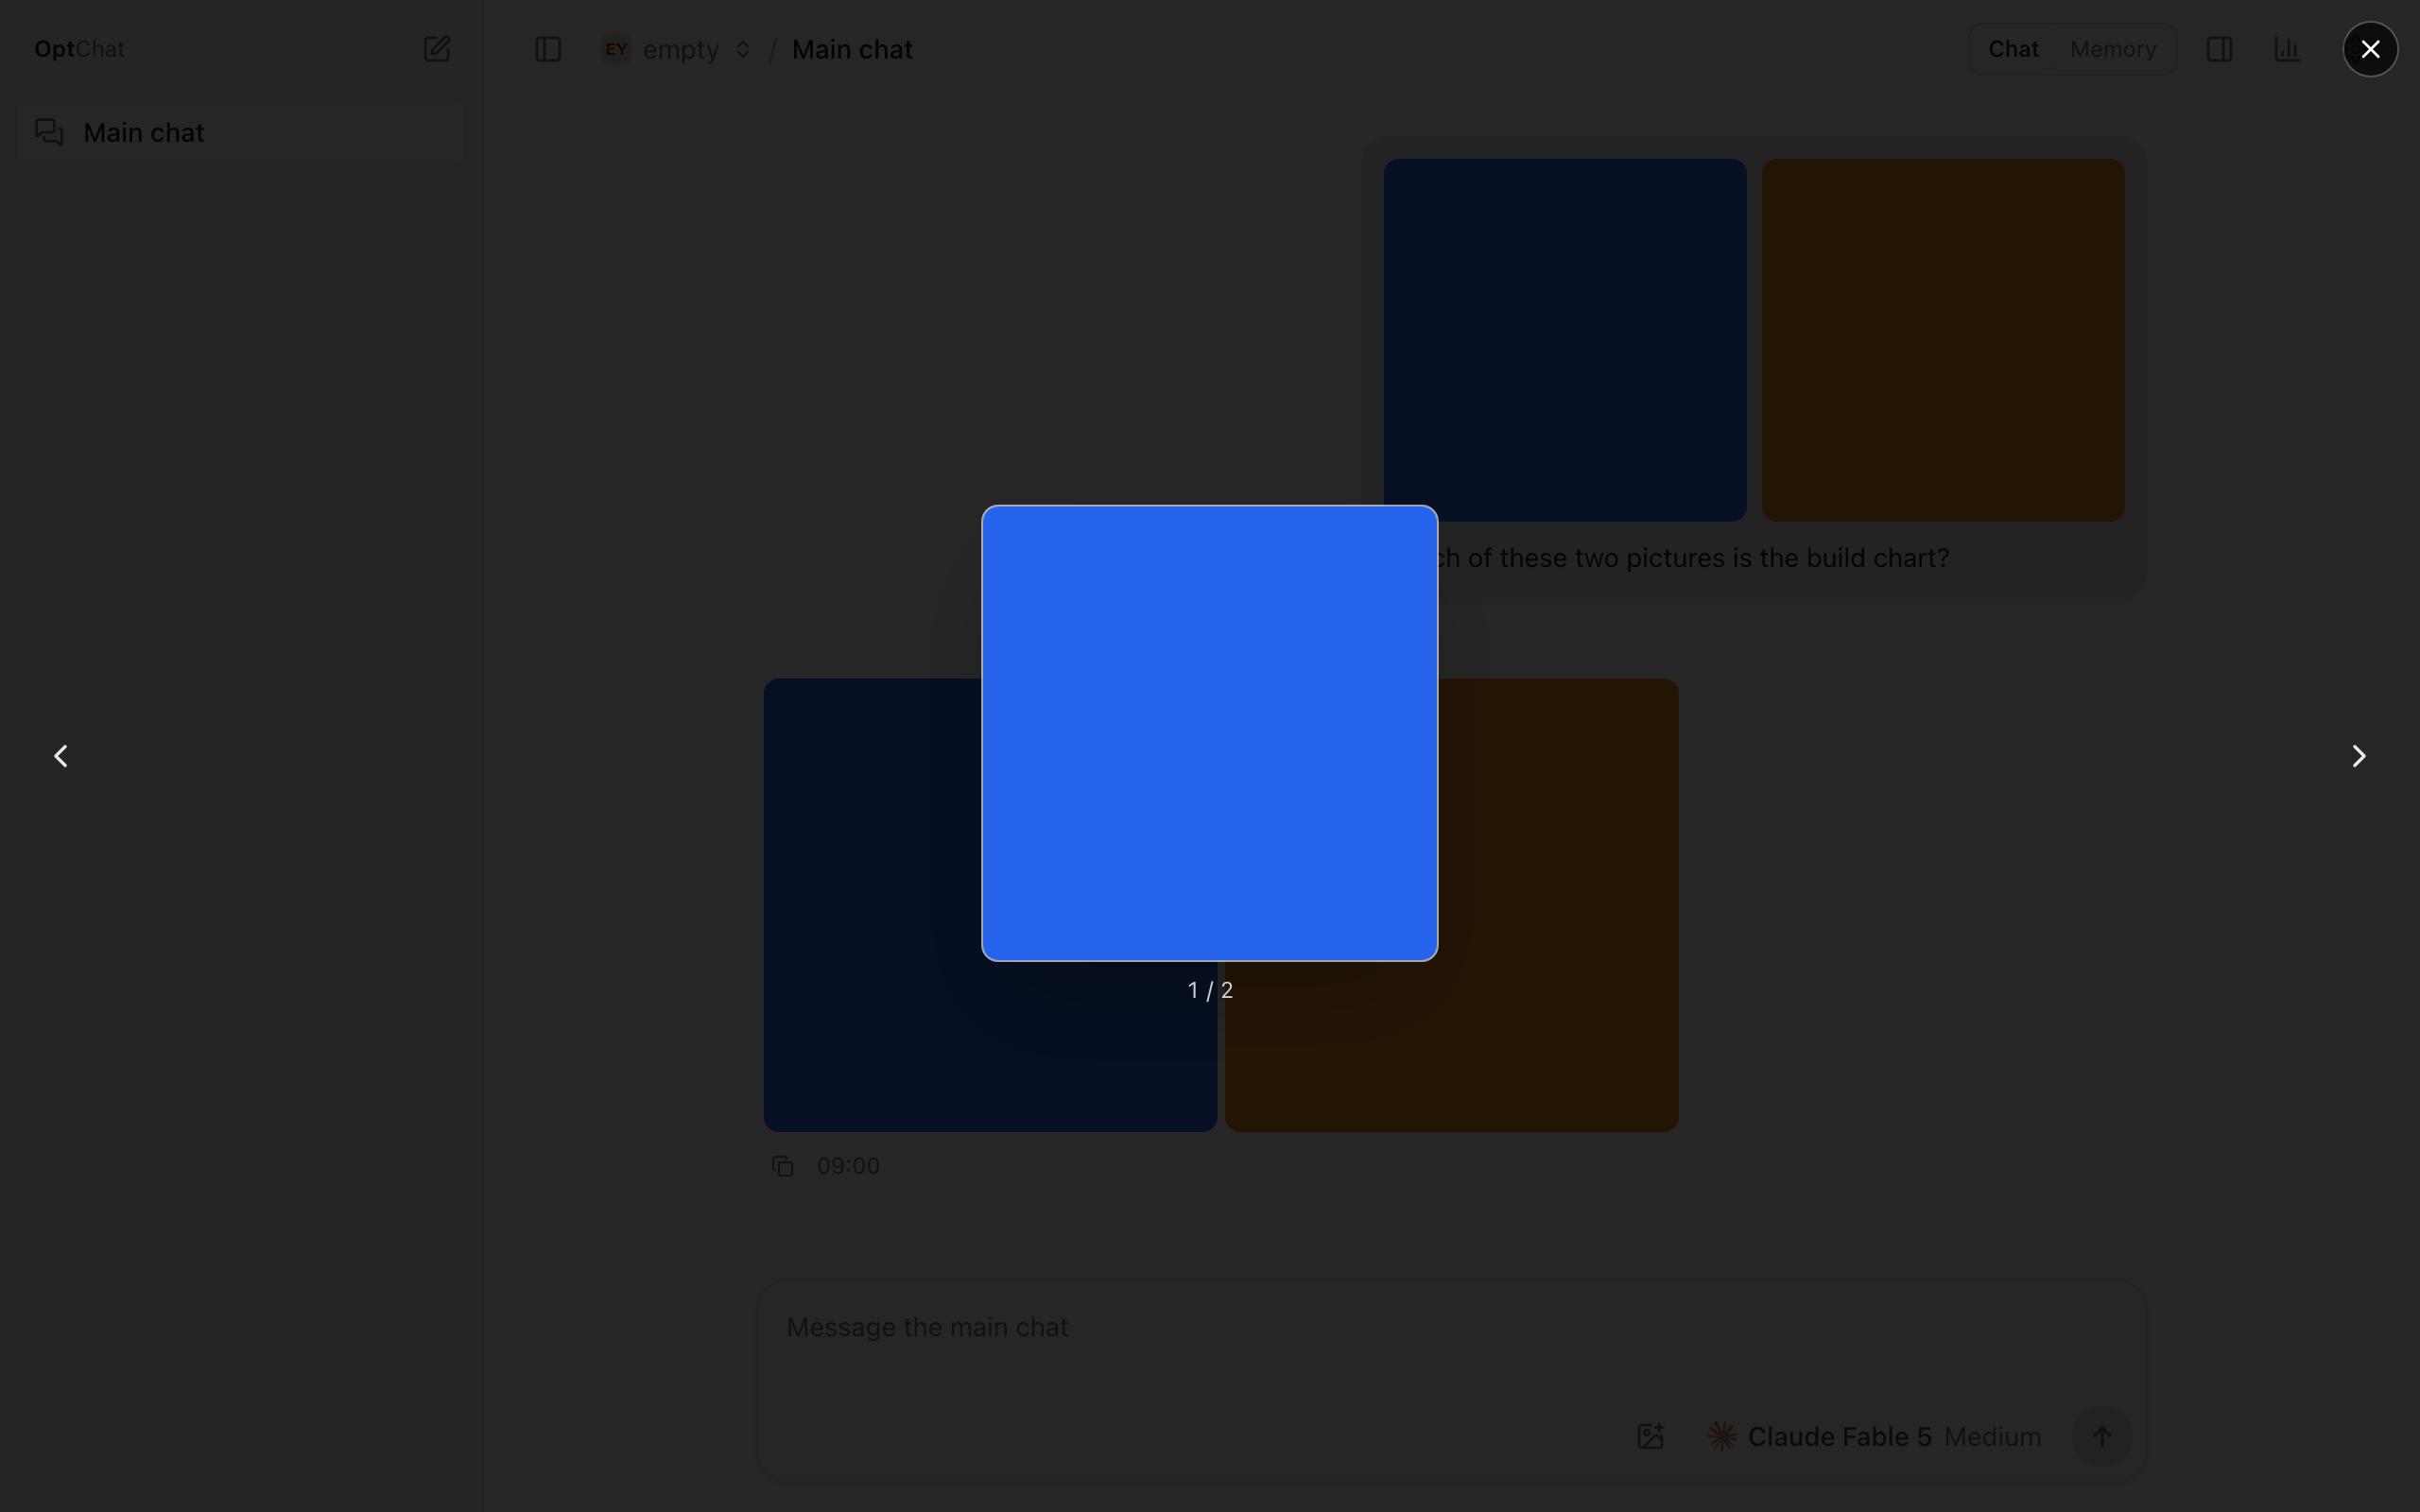 OptChat
EY empty / Main chat
Chat Memory
Main chat
ch of these two pictures is the build chart?
1 / 2
09:00
Message the main chat
Claude Fable 5 Medium